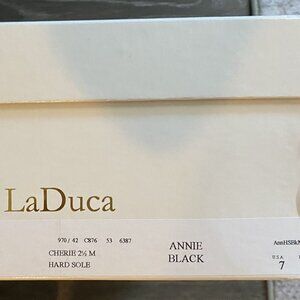 LaDuca
970 / 42 C876 53 6387
CHERIE 2½ M
HARD SOLE
ANNIE
BLACK
U.S.A.
7